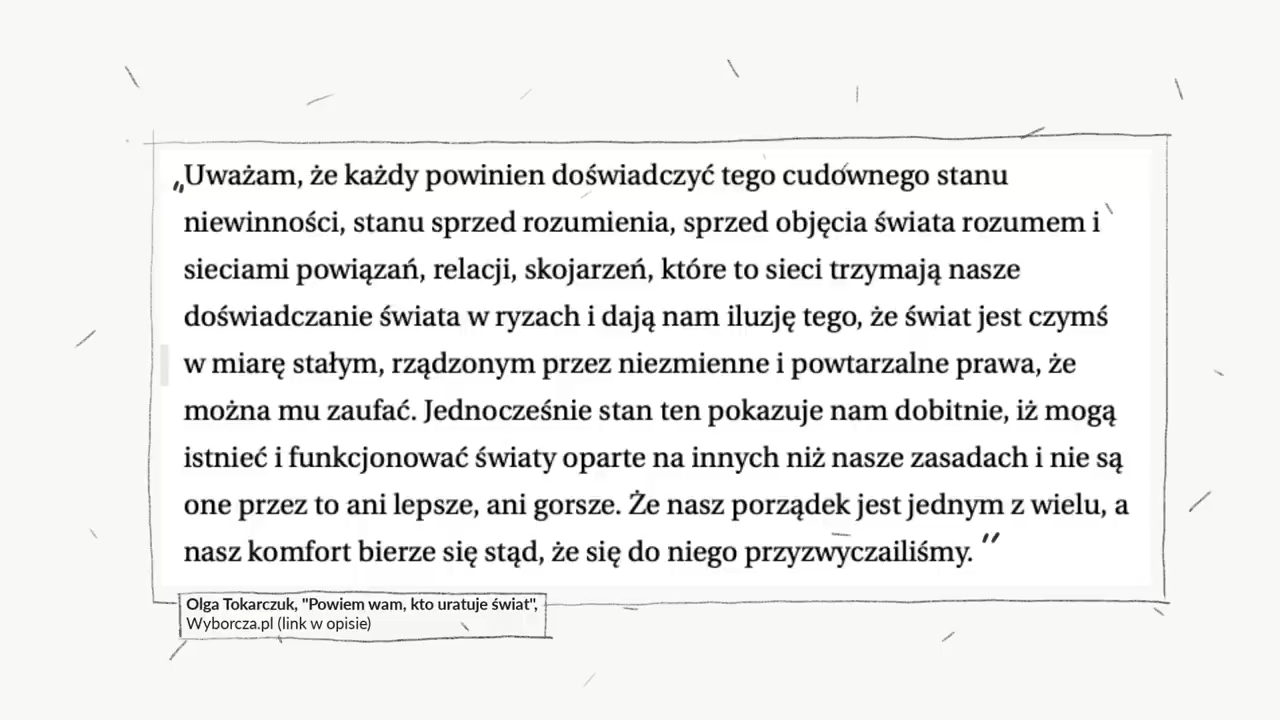 „Uważam, że każdy powinien doświadczyć tego cudownego stanu
niewinności, stanu sprzed rozumienia, sprzed objęcia świata rozumem i
sieciami powiązań, relacji, skojarzeń, które to sieci trzymają nasze
doświadczanie świata w ryzach i dają nam iluzję tego, że świat jest czymś
w miarę stałym, rządzonym przez niezmienne i powtarzalne prawa, że
można mu zaufać. Jednocześnie stan ten pokazuje nam dobitnie, iż mogą
istnieć i funkcjonować światy oparte na innych niż nasze zasadach i nie są
one przez to ani lepsze, ani gorsze. Że nasz porządek jest jednym z wielu, a
nasz komfort bierze się stąd, że się do niego przyzwyczailiśmy.”
Olga Tokarczuk, "Powiem wam, kto uratuje świat",
Wyborcza.pl (link w opisie)